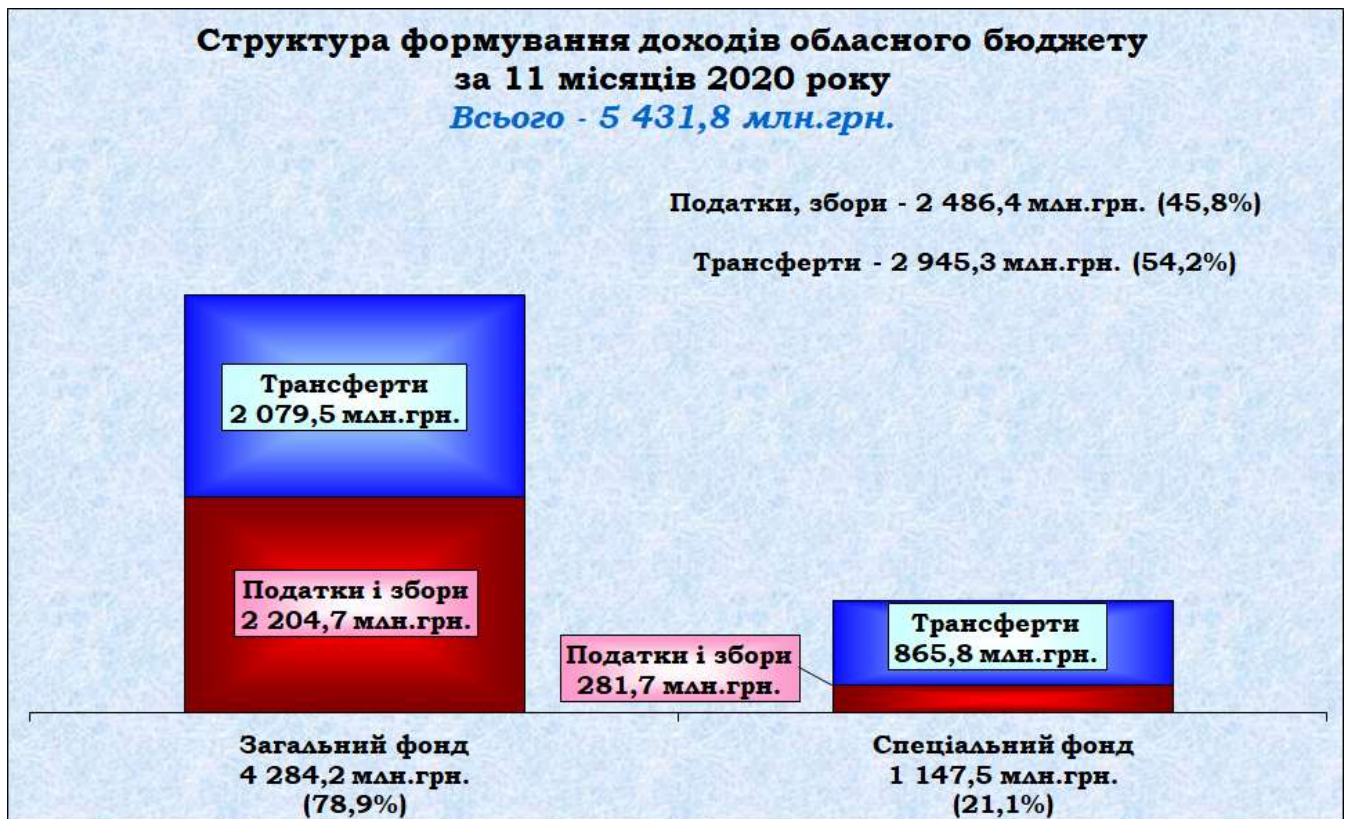 Структура формування доходів обласного бюджету
за 11 місяців 2020 року
Всього - 5 431,8 млн.грн.
Податки, збори - 2 486,4 млн.грн. (45,8%)
Трансферти - 2 945,3 млн.грн. (54,2%)
Трансферти
2 079,5 млн.грн.
Податки і збори
2 204,7 млн.грн.
Податки і збори
281,7 млн.грн.
Трансферти
865,8 млн.грн.
Загальний фонд
4 284,2 млн.грн.
(78,9%)
Спеціальний фонд
1 147,5 млн.грн.
(21,1%)